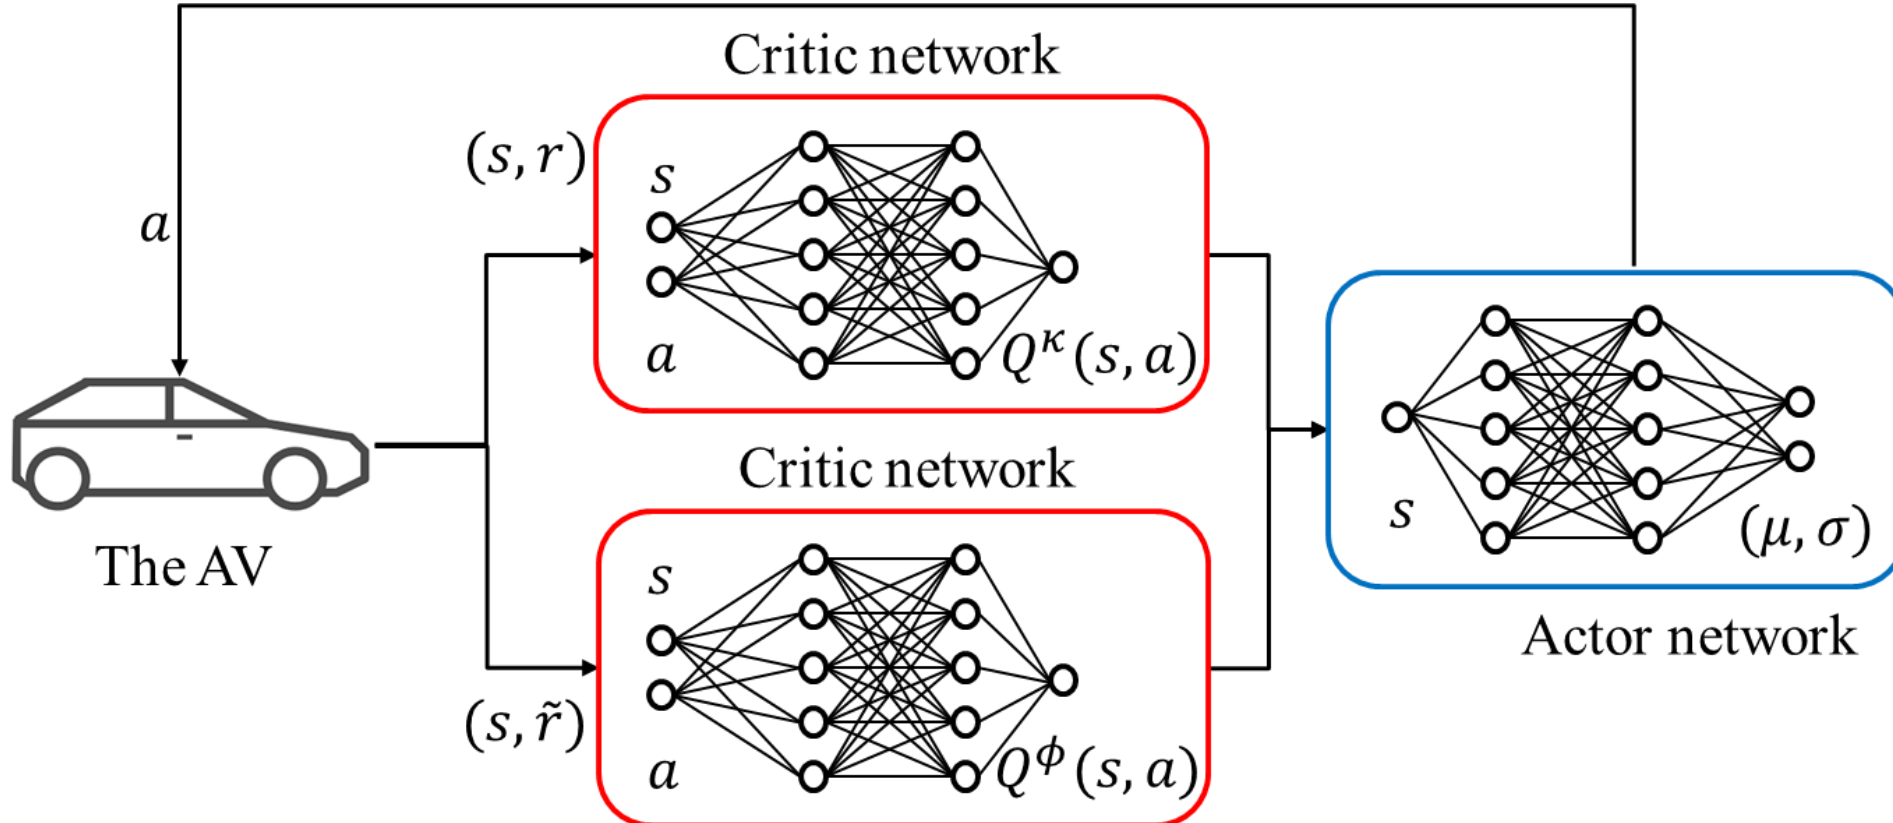 Critic network
(s, r)
s
a
a
Q^κ(s, a)
The AV
Critic network
s
(s, r̃)
a
Q^ϕ(s, a)
s
(μ, σ)
Actor network